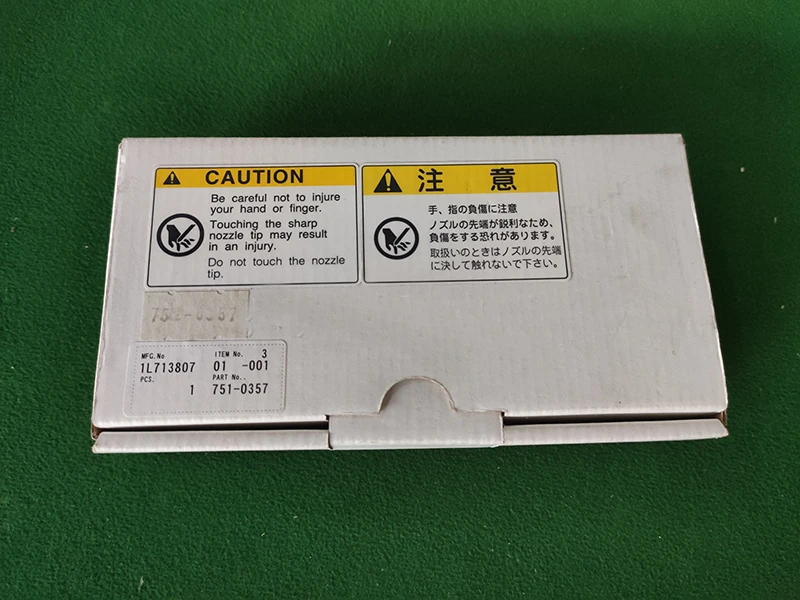 CAUTION
Be careful not to injure
your hand or finger.
Touching the sharp
nozzle tip may result
in an injury.
Do not touch the nozzle
tip.
注 意
手、指の負傷に注意
ノズルの先端が鋭利なため、
負傷をする恐れがあります。
取扱いのときはノズルの先端
に決して触れないで下さい。
MFG.No ITEM No. 3
1L713807 01 -001
PCS. PART No..
1 751-0357